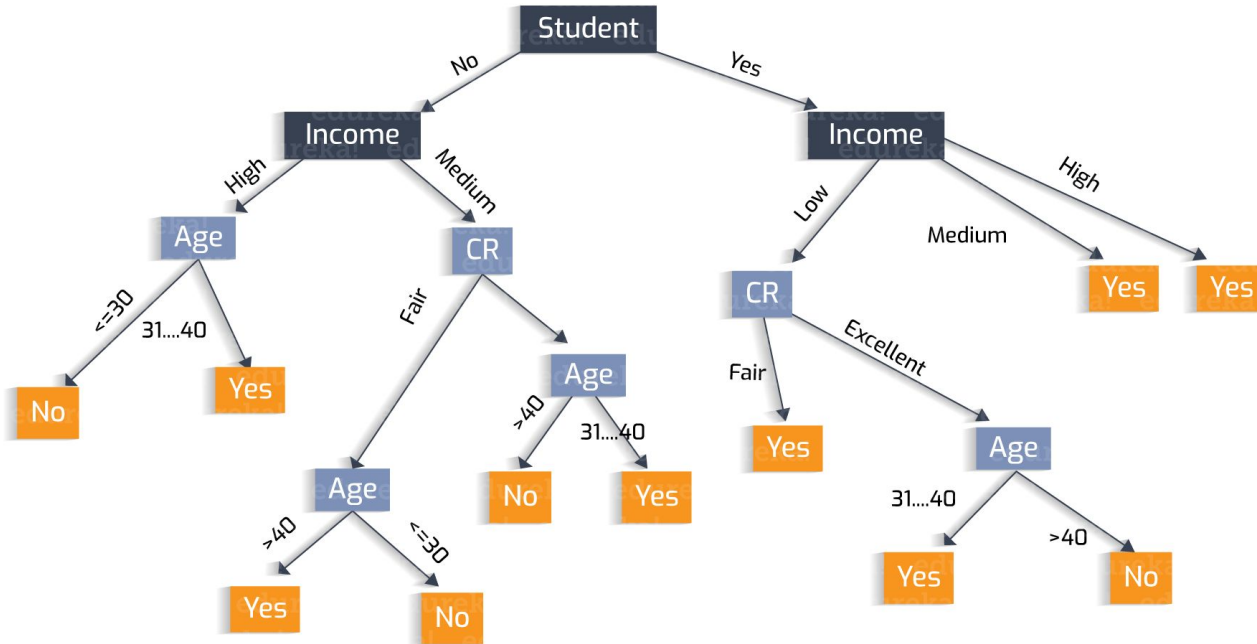 Student
No
Yes
Income
Income
High
Medium
Low
Medium
High
Age
CR
CR
Yes
Yes
<=30
31....40
Fair
Fair
Excellent
No
Yes
Age
>40
31....40
Yes
Age
Age
No
Yes
31....40
>40
>40
<=30
Yes
No
Yes
No
edureka!